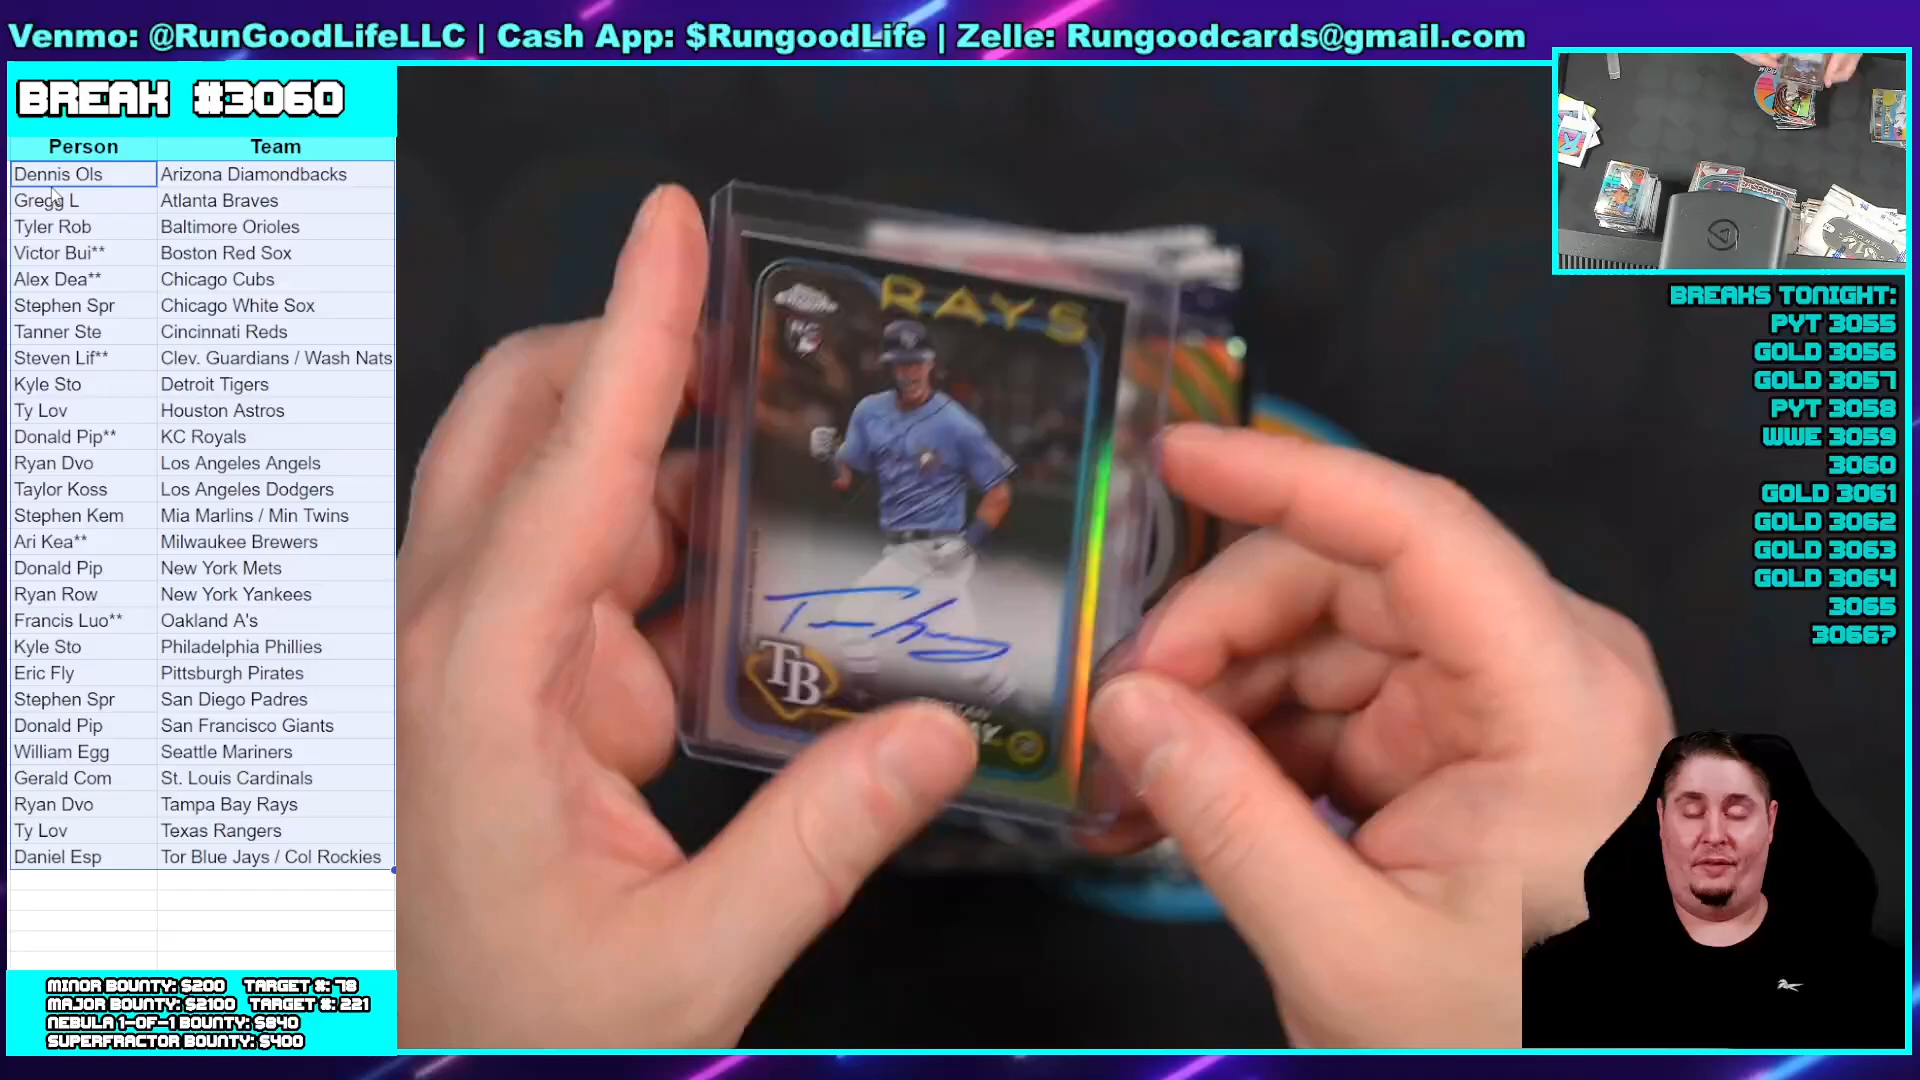 Venmo: @RunGoodLifeLLC | Cash App: $RungoodLife | Zelle: Rungoodcards@gmail.com
BREAK #3060
Person Team
Dennis Ols Arizona Diamondbacks
Gregg L Atlanta Braves
Tyler Rob Baltimore Orioles
Victor Bui** Boston Red Sox
Alex Dea** Chicago Cubs
Stephen Spr Chicago White Sox
Tanner Ste Cincinnati Reds
Steven Lif** Clev. Guardians / Wash Nats
Kyle Sto Detroit Tigers
Ty Lov Houston Astros
Donald Pip** KC Royals
Ryan Dvo Los Angeles Angels
Taylor Koss Los Angeles Dodgers
Stephen Kem Mia Marlins / Min Twins
Ari Kea** Milwaukee Brewers
Donald Pip New York Mets
Ryan Row New York Yankees
Francis Luo** Oakland A's
Kyle Sto Philadelphia Phillies
Eric Fly Pittsburgh Pirates
Stephen Spr San Diego Padres
Donald Pip San Francisco Giants
William Egg Seattle Mariners
Gerald Com St. Louis Cardinals
Ryan Dvo Tampa Bay Rays
Ty Lov Texas Rangers
Daniel Esp Tor Blue Jays / Col Rockies
MINOR BOUNTY: $200 TARGET #: 78
MAJOR BOUNTY: $2100 TARGET #: 221
NEBULA 1-OF-1 BOUNTY: $840
SUPERFRACTOR BOUNTY: $400
RAYS
RC
TB
BREAKS TONIGHT:
PYT 3055
GOLD 3056
GOLD 3057
PYT 3058
WWE 3059
3060
GOLD 3061
GOLD 3062
GOLD 3063
GOLD 3064
3065
3066?